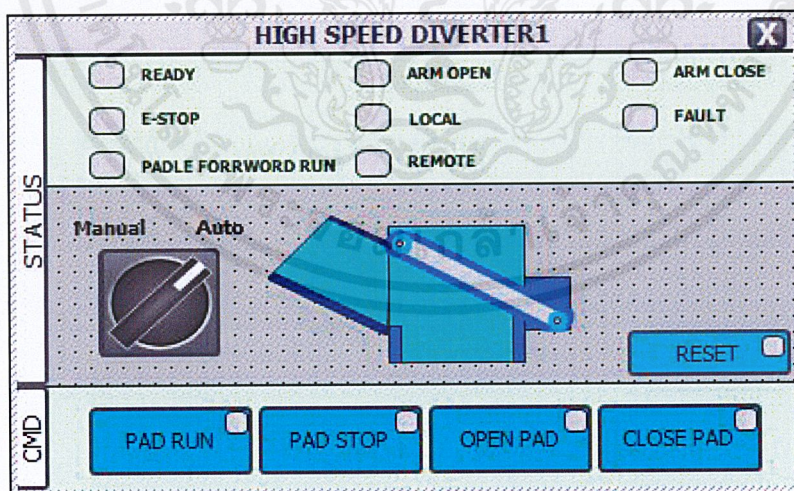 HIGH SPEED DIVERTER1 X
READY ARM OPEN ARM CLOSE
E-STOP LOCAL FAULT
PADLE FORRWORD RUN REMOTE
STATUS
Manual Auto
RESET
CMD
PAD RUN PAD STOP OPEN PAD CLOSE PAD